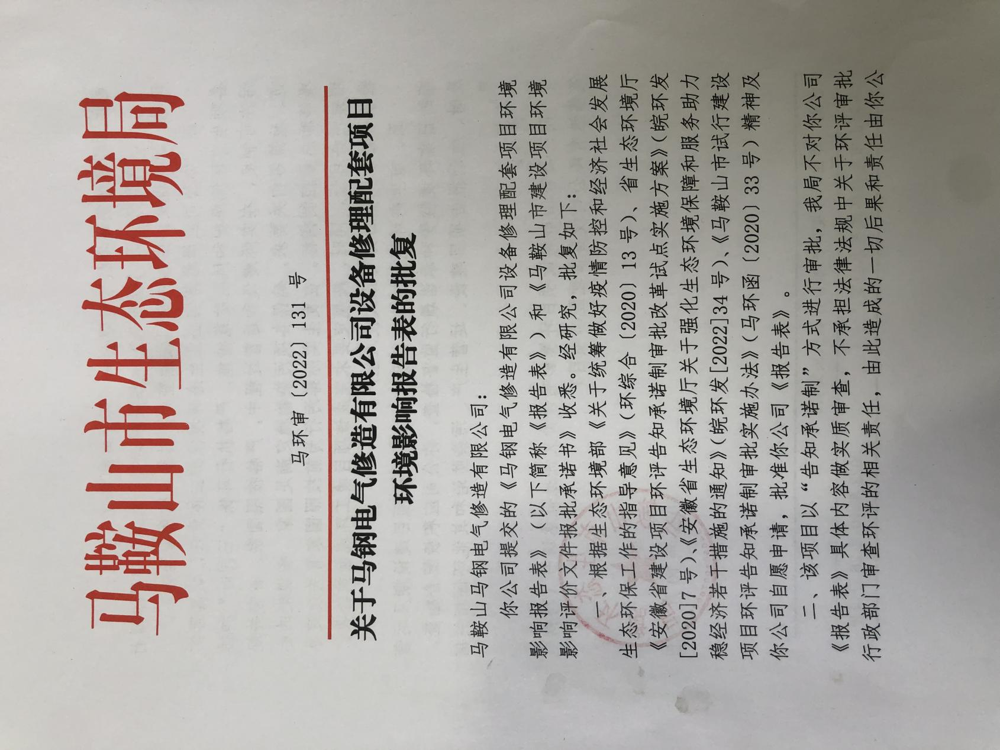 马鞍山市生态环境局
马环审〔2022〕131 号
关于马钢电气修造有限公司设备修理配套项目
环境影响报告表的批复
马鞍山马钢电气修造有限公司：
你公司提交的《马钢电气修造有限公司设备修理配套项目环境
影响报告表》（以下简称《报告表》）和《马鞍山市建设项目环境
影响评价文件报批承诺书》收悉。经研究，批复如下：
一、根据生态环境部《关于统筹做好疫情防控和经济社会发展
生态环保工作的指导意见》（环综合〔2020〕13 号）、省生态环境厅
《安徽省建设项目环评告知承诺制审批改革试点实施方案》（皖环发
[2020]7 号）、《安徽省生态环境厅关于强化生态环境保障和服务助力
稳经济若干措施的通知》（皖环发[2022]34 号）、《马鞍山市试行建设
项目环评告知承诺制审批实施办法》（马环函〔2020〕33 号）精神及
你公司自愿申请，批准你公司《报告表》。
二、该项目以“告知承诺制”方式进行审批，我局不对你公司
《报告表》具体内容做实质审查，不承担法律法规中关于环评审批
行政部门审查环评的相关责任，由此造成的一切后果和责任由你公